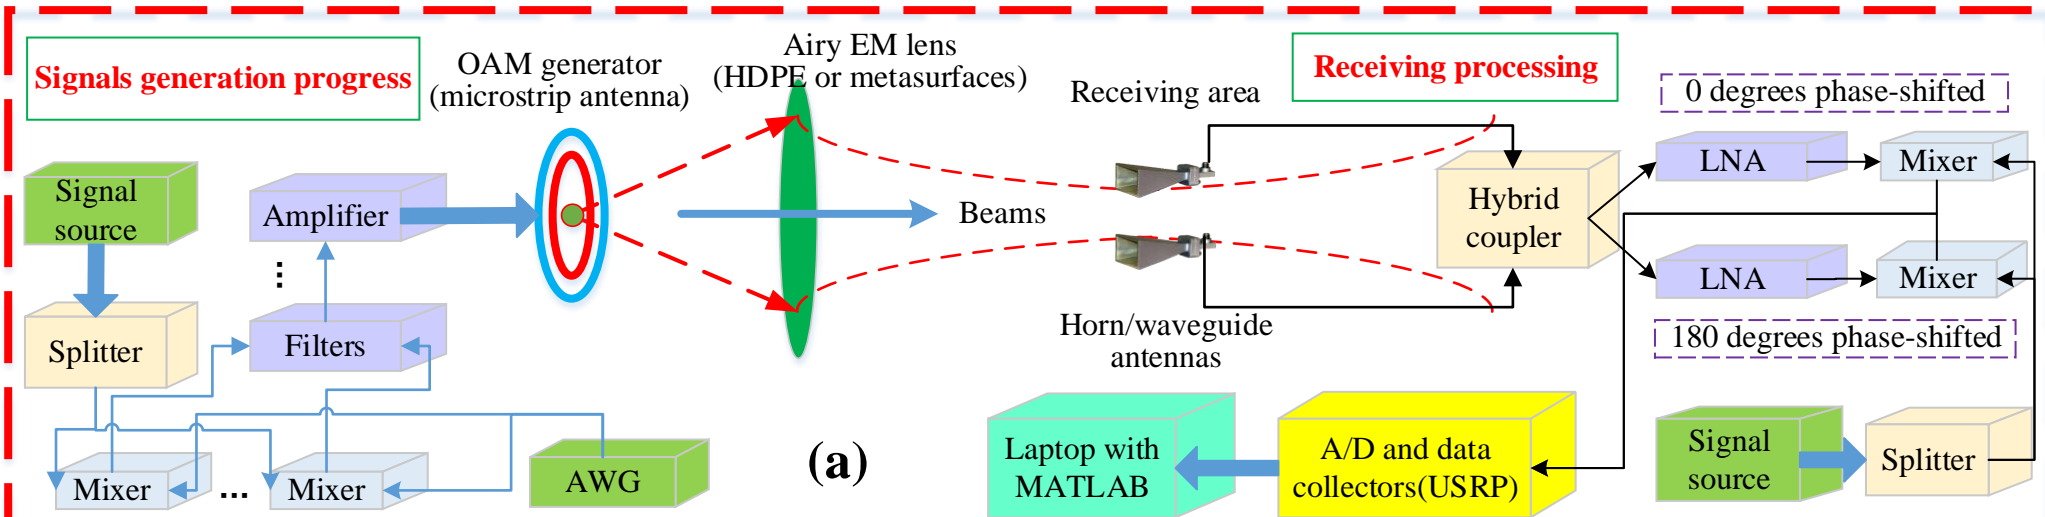 Signals generation progress
OAM generator
(microstrip antenna)
Airy EM lens
(HDPE or metasurfaces)
Receiving area
Receiving processing
0 degrees phase-shifted
Signal
source
Amplifier
Beams
Hybrid
coupler
LNA
Mixer
LNA
Mixer
...
Splitter
Filters
Horn/waveguide
antennas
180 degrees phase-shifted
Mixer
...
Mixer
AWG
(a)
Laptop with
MATLAB
A/D and data
collectors(USRP)
Signal
source
Splitter